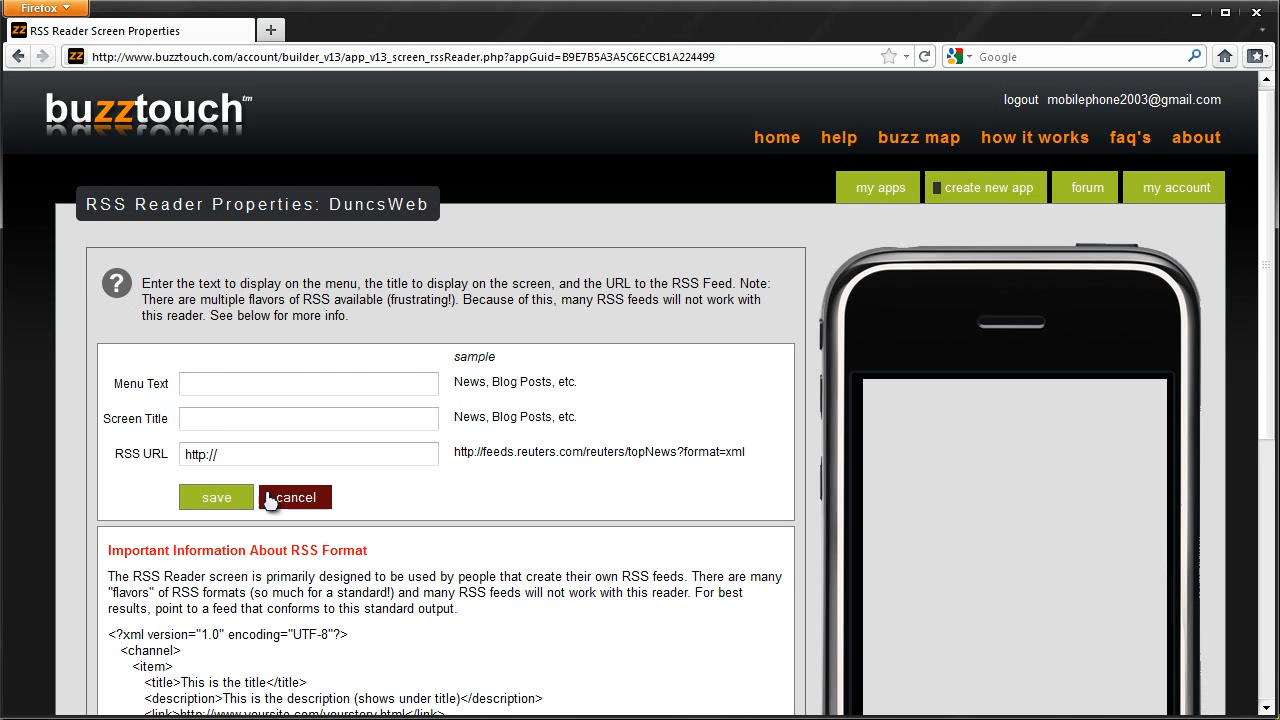 Firefox
RSS Reader Screen Properties
http://www.buzztouch.com/account/builder_v13/app_v13_screen_rssReader.php?appGuid=B9E7B5A3A5C6ECCB1A224499
Google
buzztouch™
logout mobilephone2003@gmail.com
home help buzz map how it works faq's about
my apps create new app forum my account
RSS Reader Properties: DuncsWeb
Enter the text to display on the menu, the title to display on the screen, and the URL to the RSS Feed. Note:
There are multiple flavors of RSS available (frustrating!). Because of this, many RSS feeds will not work with
this reader. See below for more info.
sample
Menu Text News, Blog Posts, etc.
Screen Title News, Blog Posts, etc.
RSS URL http:// http://feeds.reuters.com/reuters/topNews?format=xml
save cancel
Important Information About RSS Format
The RSS Reader screen is primarily designed to be used by people that create their own RSS feeds. There are many
"flavors" of RSS formats (so much for a standard!) and many RSS feeds will not work with this reader. For best
results, point to a feed that conforms to this standard output.
<?xml version="1.0" encoding="UTF-8"?>
<channel>
<item>
<title>This is the title</title>
<description>This is the description (shows under title)</description>
<link>http://www.yoursite.com/yourstory.html</link>